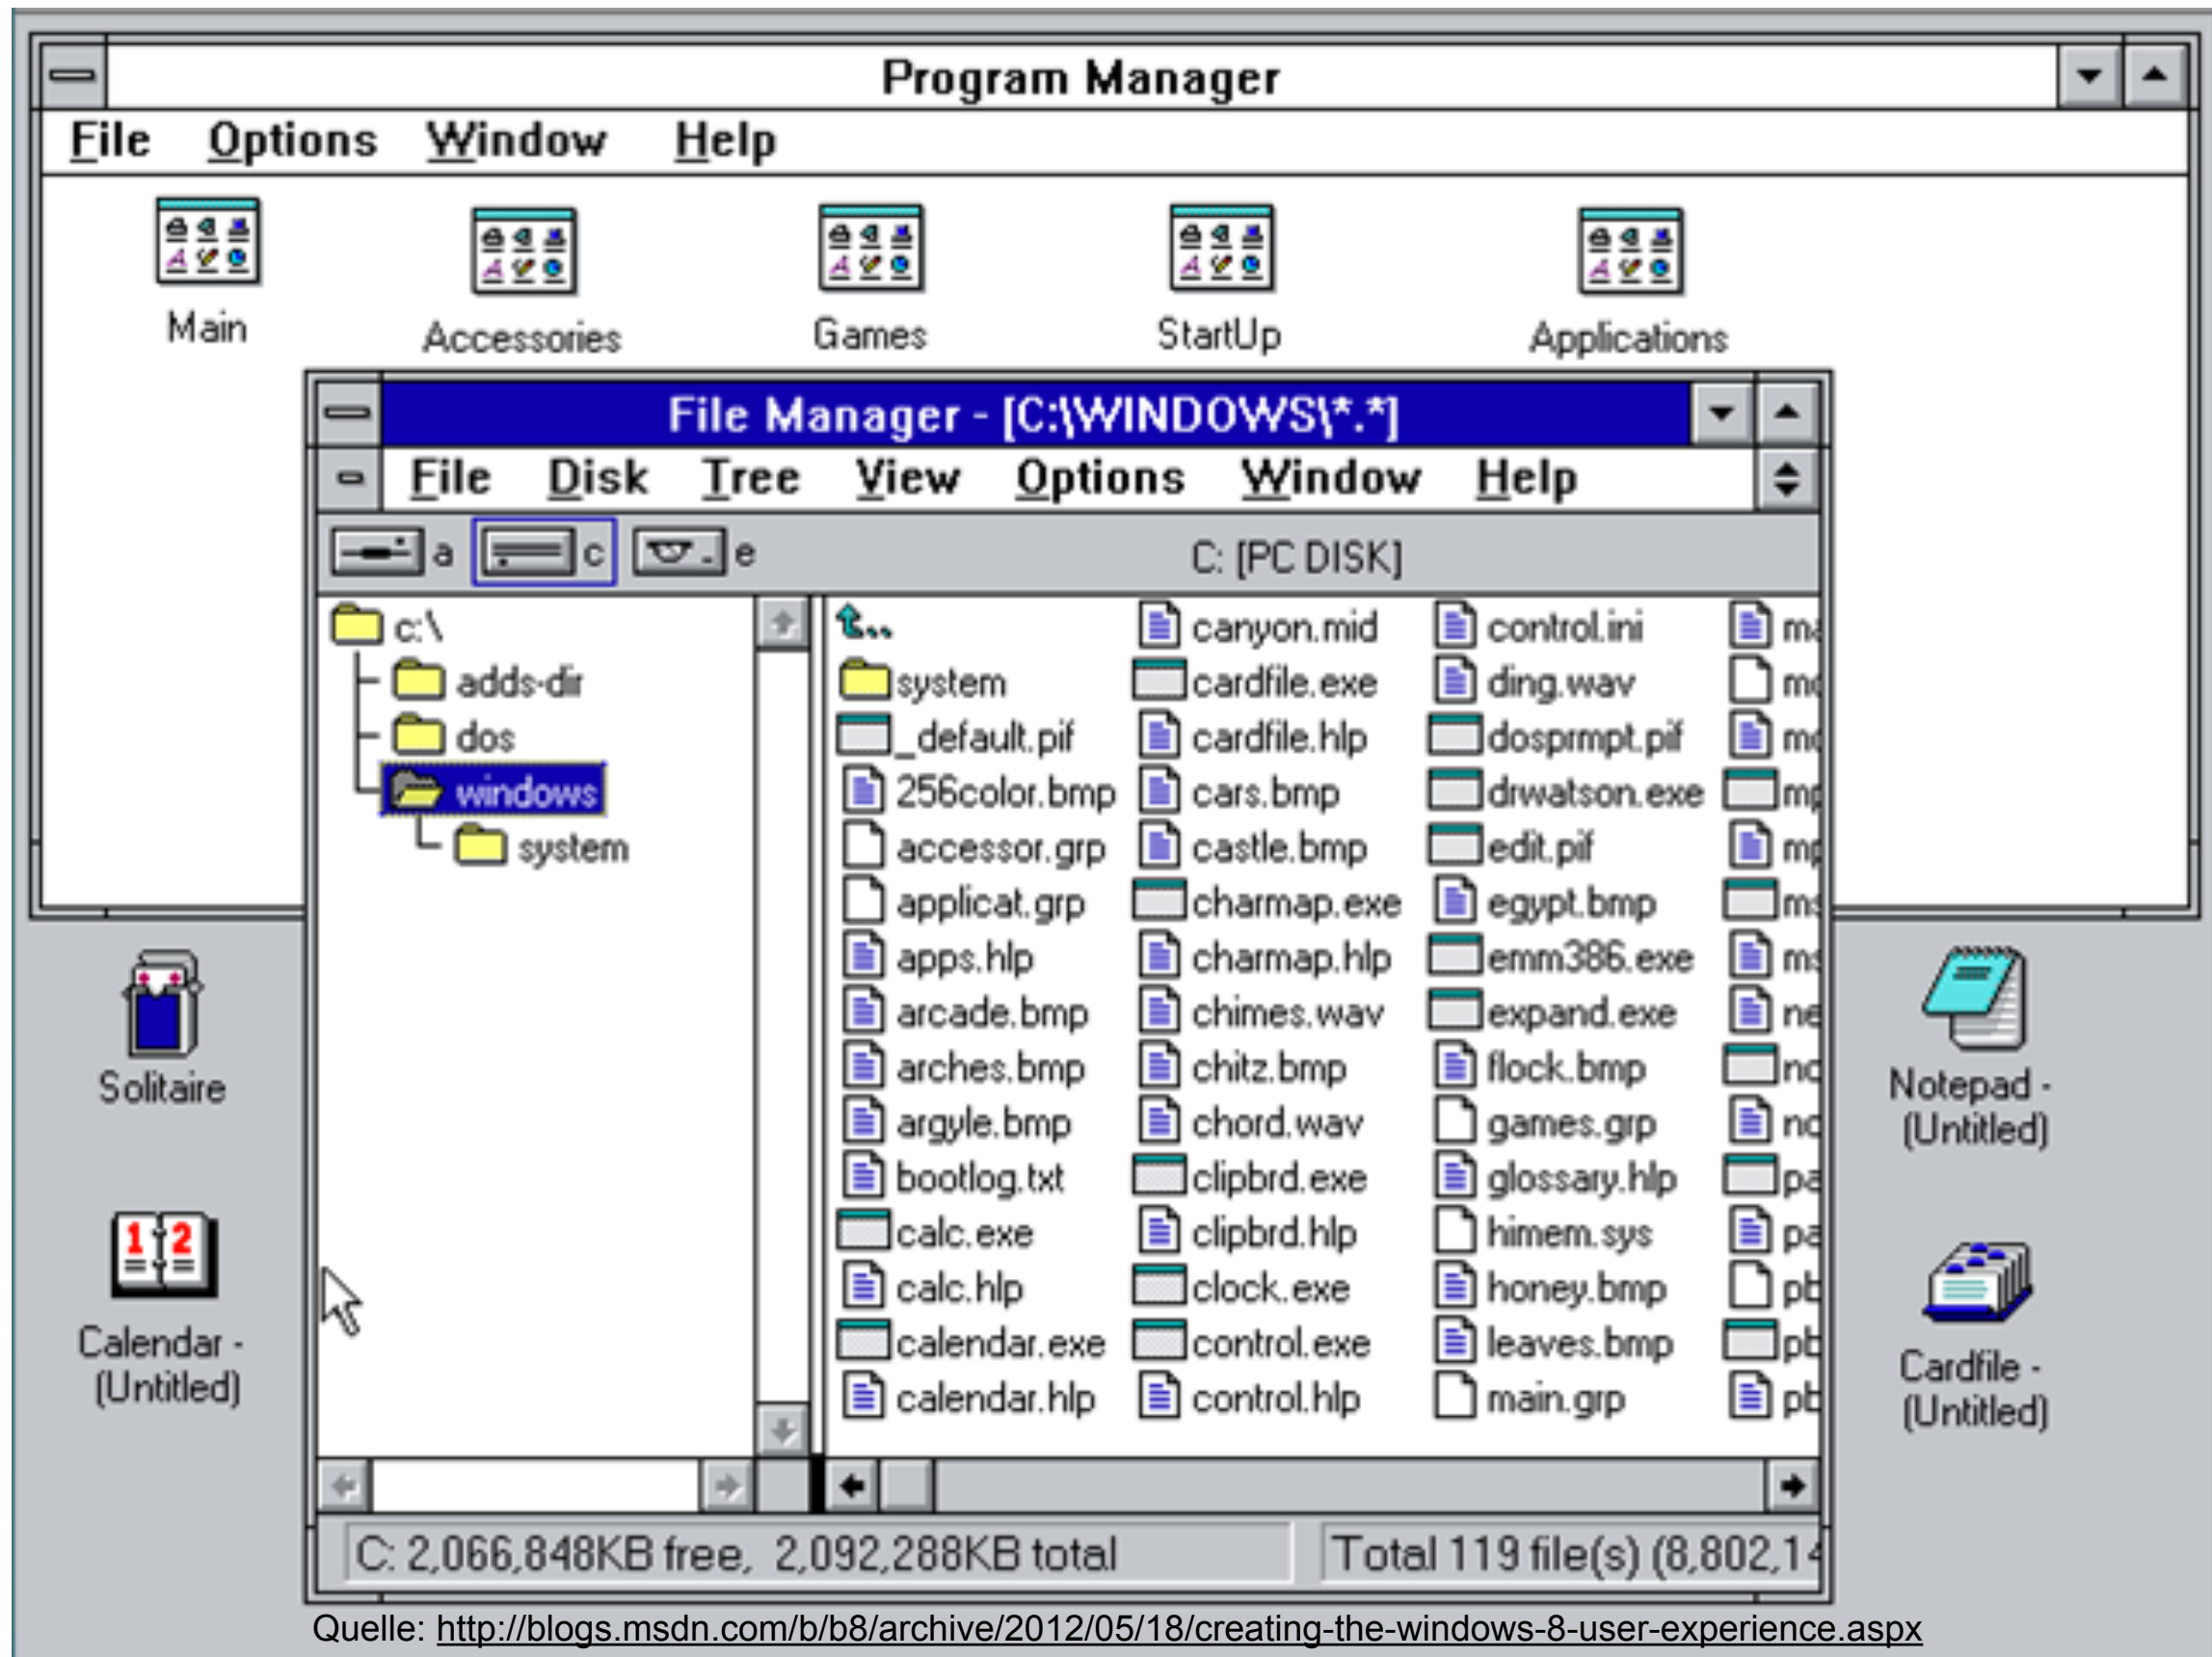 Program Manager
File Options Window Help
Main Accessories Games StartUp Applications
File Manager - [C:\WINDOWS\*.*]
File Disk Tree View Options Window Help
a c e C: [PC DISK]
c:\
adds-dir
dos
windows
system
..
system
_default.pif
256color.bmp
accessor.grp
applicat.grp
apps.hlp
arcade.bmp
arches.bmp
argyle.bmp
bootlog.txt
calc.exe
calc.hlp
calendar.exe
calendar.hlp
canyon.mid
cardfile.exe
cardfile.hlp
cars.bmp
castle.bmp
charmap.exe
charmap.hlp
chimes.wav
chitz.bmp
chord.wav
clipbrd.exe
clipbrd.hlp
clock.exe
control.exe
control.hlp
control.ini
ding.wav
dosprmpt.pif
drwatson.exe
edit.pif
egypt.bmp
emm386.exe
expand.exe
flock.bmp
games.grp
glossary.hlp
himem.sys
honey.bmp
leaves.bmp
main.grp
C: 2,066,848KB free, 2,092,288KB total
Total 119 file(s) (8,802,14
Solitaire
Calendar -
(Untitled)
Notepad -
(Untitled)
Cardfile -
(Untitled)
Quelle: http://blogs.msdn.com/b/b8/archive/2012/05/18/creating-the-windows-8-user-experience.aspx